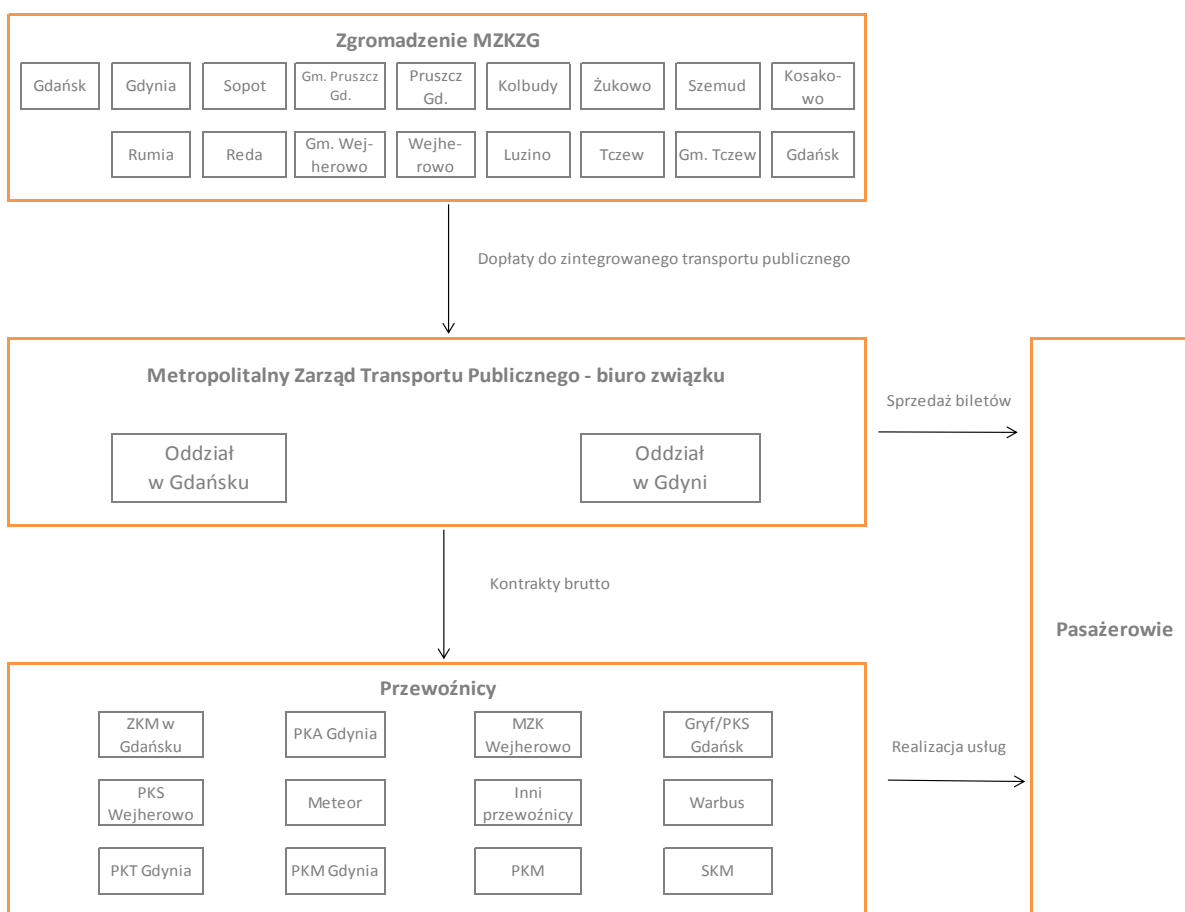 Zgromadzenie MZKZG
Gdańsk
Gdynia
Sopot
Gm. Pruszcz
Gd.
Pruszcz
Gd.
Kolbudy
Żukowo
Szemud
Kosako-
wo
Rumia
Reda
Gm. Wej-
herowo
Wejhe-
rowo
Luzino
Tczew
Gm. Tczew
Gdańsk
Dopłaty do zintegrowanego transportu publicznego
Metropolitalny Zarząd Transportu Publicznego - biuro związku
Oddział
w Gdańsku
Oddział
w Gdyni
Sprzedaż biletów
Kontrakty brutto
Pasażerowie
Przewoźnicy
ZKM w
Gdańsku
PKA Gdynia
MZK
Wejherowo
Gryf/PKS
Gdańsk
Realizacja usług
PKS
Wejherowo
Meteor
Inni
przewoźnicy
Warbus
PKT Gdynia
PKM Gdynia
PKM
SKM